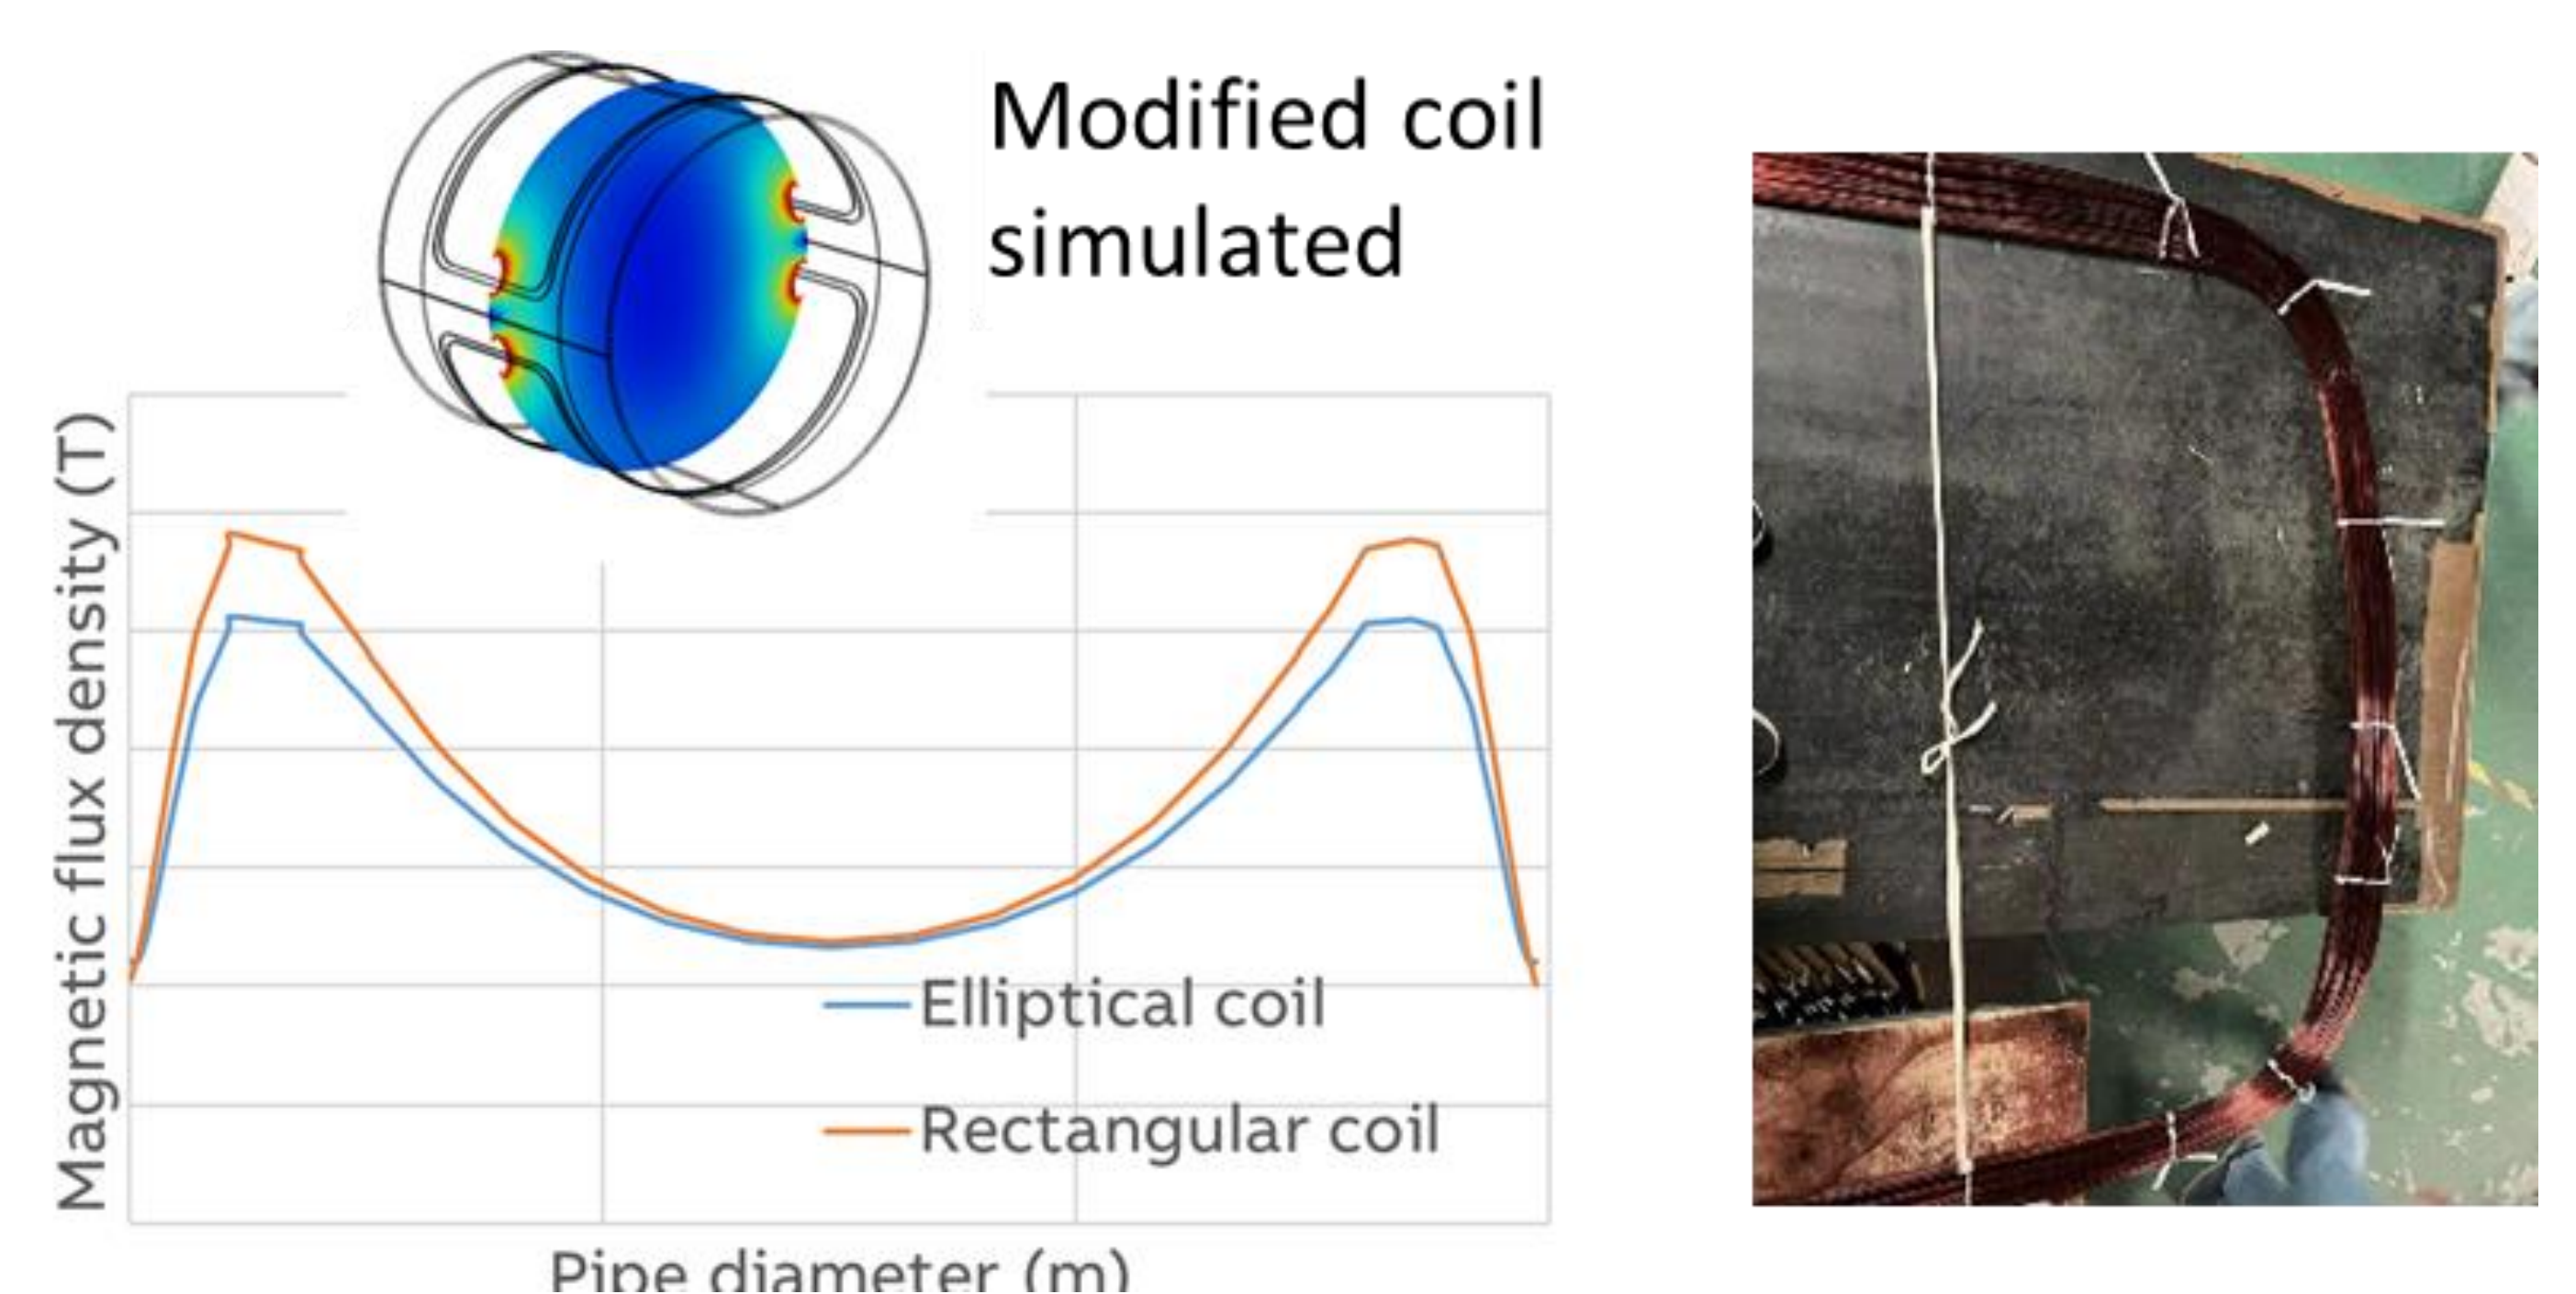 Modified coil
simulated
Magnetic flux density (T)
Elliptical coil
Rectangular coil
Pipe diameter (m)